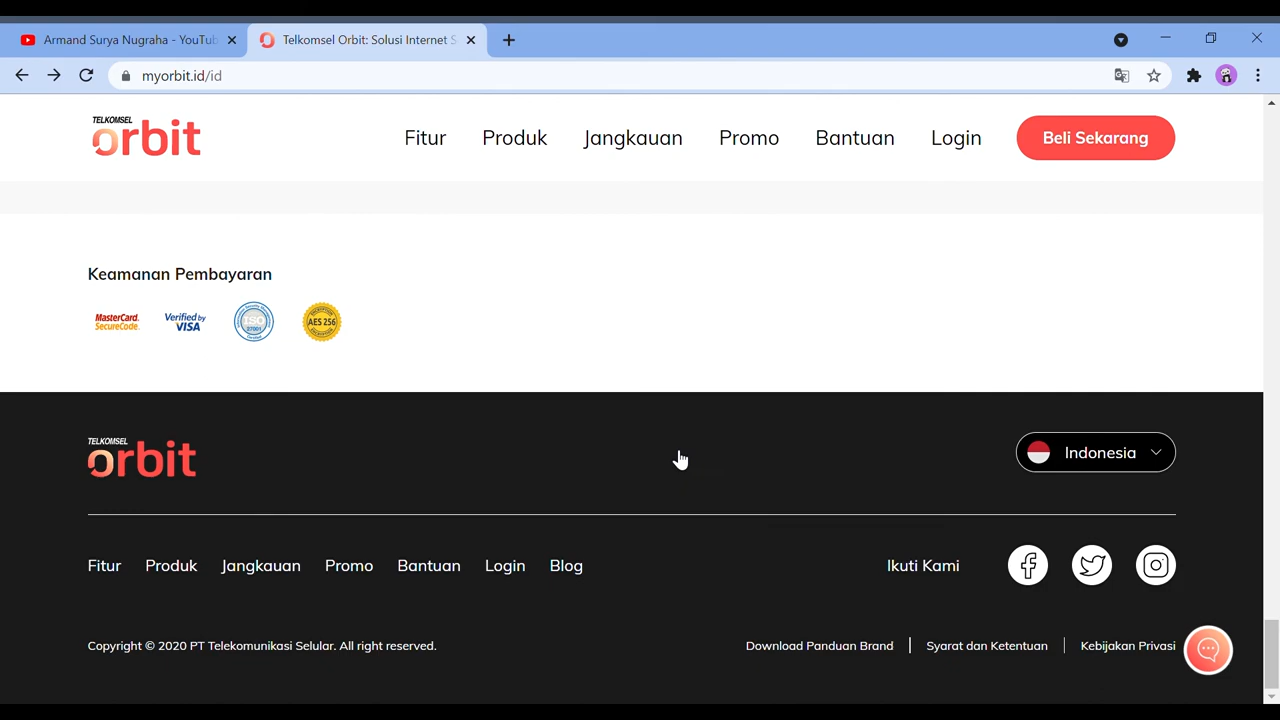 Armand Surya Nugraha - YouTub
Telkomsel Orbit: Solusi Internet S
myorbit.id/id
TELKOMSEL
orbit
Fitur
Produk
Jangkauan
Promo
Bantuan
Login
Beli Sekarang
Keamanan Pembayaran
MasterCard.
SecureCode.
Verified by
VISA
ISO
27001
Certified
AES 256
TELKOMSEL
orbit
Indonesia
Fitur
Produk
Jangkauan
Promo
Bantuan
Login
Blog
Ikuti Kami
Copyright © 2020 PT Telekomunikasi Selular. All right reserved.
Download Panduan Brand
Syarat dan Ketentuan
Kebijakan Privasi